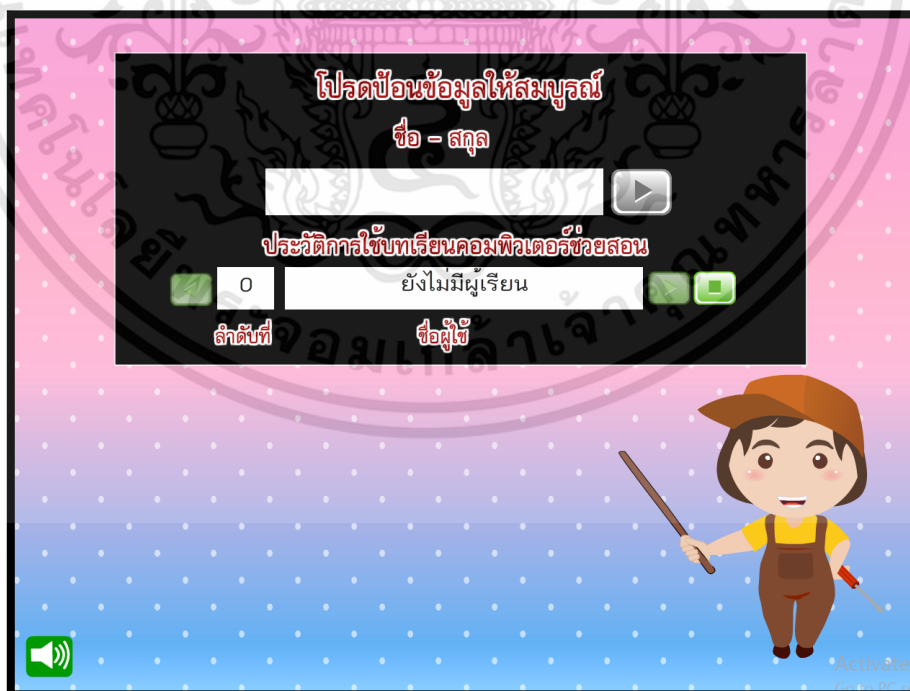 โปรดป้อนข้อมูลให้สมบูรณ์
ชื่อ – สกุล
ประวัติการใช้บทเรียนคอมพิวเตอร์ช่วยสอน
0 ยังไม่มีผู้เรียน
ลำดับที่ ชื่อผู้ใช้
Activate